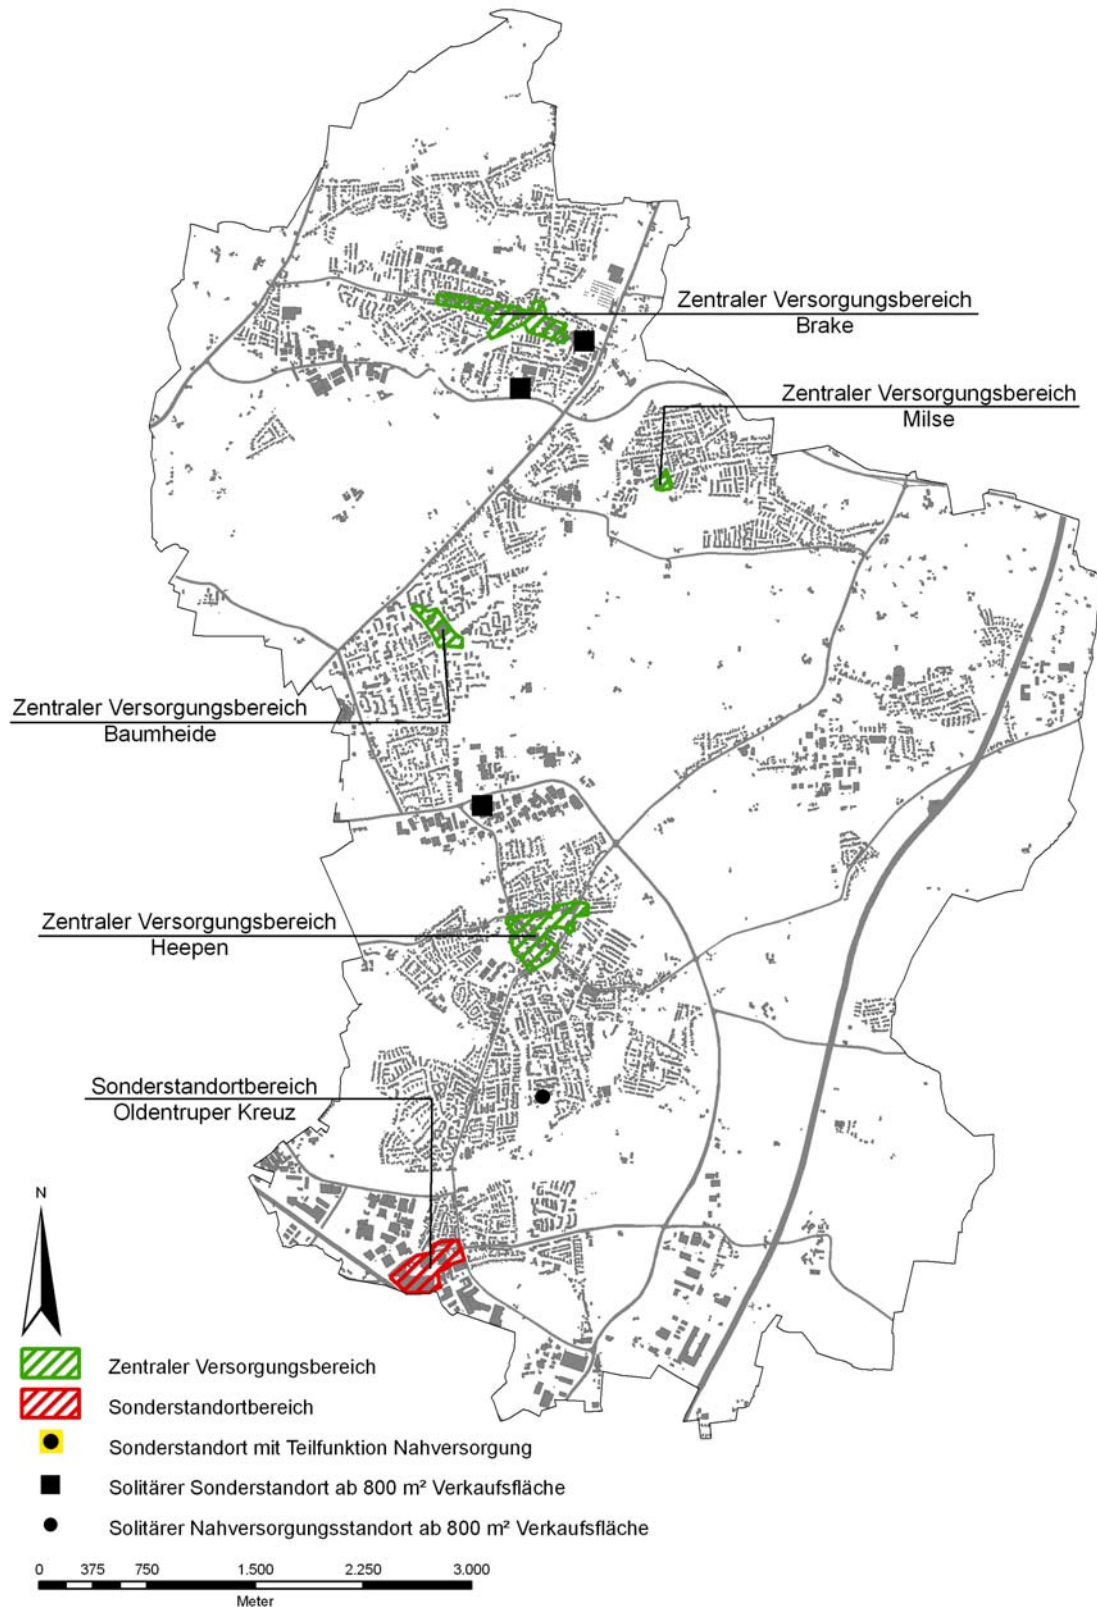 Zentraler Versorgungsbereich
Brake
Zentraler Versorgungsbereich
Milse
Zentraler Versorgungsbereich
Baumheide
Zentraler Versorgungsbereich
Heepen
Sonderstandortbereich
Oldentruper Kreuz
N
Zentraler Versorgungsbereich
Sonderstandortbereich
Sonderstandort mit Teilfunktion Nahversorgung
Solitärer Sonderstandort ab 800 m² Verkaufsfläche
Solitärer Nahversorgungsstandort ab 800 m² Verkaufsfläche
0 375 750 1.500 2.250 3.000
Meter